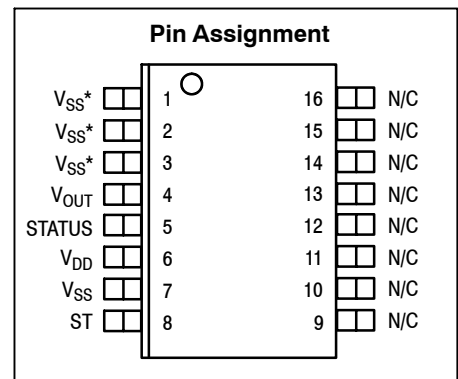 Pin Assignment
VSS* 1 16 N/C
VSS* 2 15 N/C
VSS* 3 14 N/C
VOUT 4 13 N/C
STATUS 5 12 N/C
VDD 6 11 N/C
VSS 7 10 N/C
ST 8 9 N/C